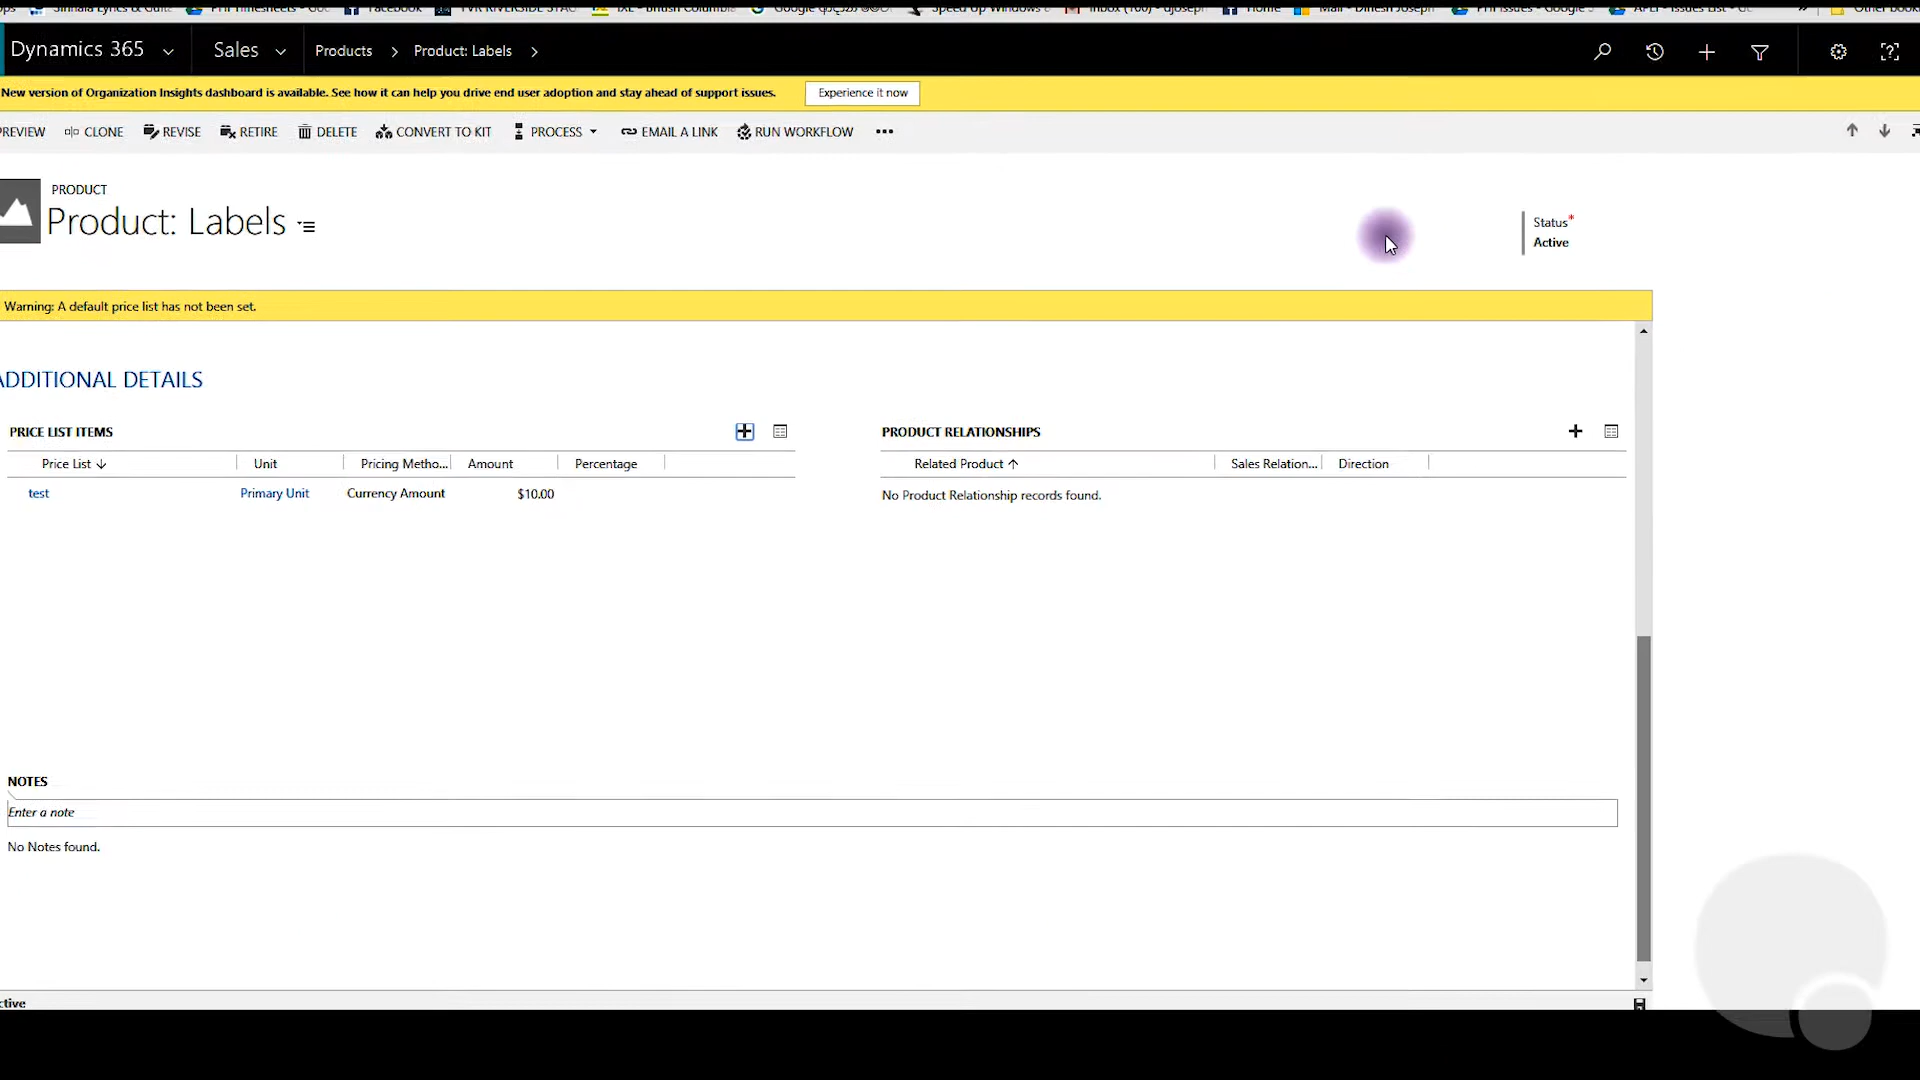 Facebook
Home
Dynamics 365
Sales
Products
Product: Labels
New version of Organization Insights dashboard is available. See how it can help you drive end user adoption and stay ahead of support issues.
Experience it now
CLONE
REVISE
RETIRE
DELETE
CONVERT TO KIT
PROCESS
EMAIL A LINK
RUN WORKFLOW
PRODUCT
Product: Labels
Status*
Active
Warning: A default price list has not been set.
ADDITIONAL DETAILS
PRICE LIST ITEMS
Price List Unit Pricing Metho... Amount Percentage
test Primary Unit Currency Amount $10.00
PRODUCT RELATIONSHIPS
Related Product Sales Relation... Direction
No Product Relationship records found.
NOTES
Enter a note
No Notes found.